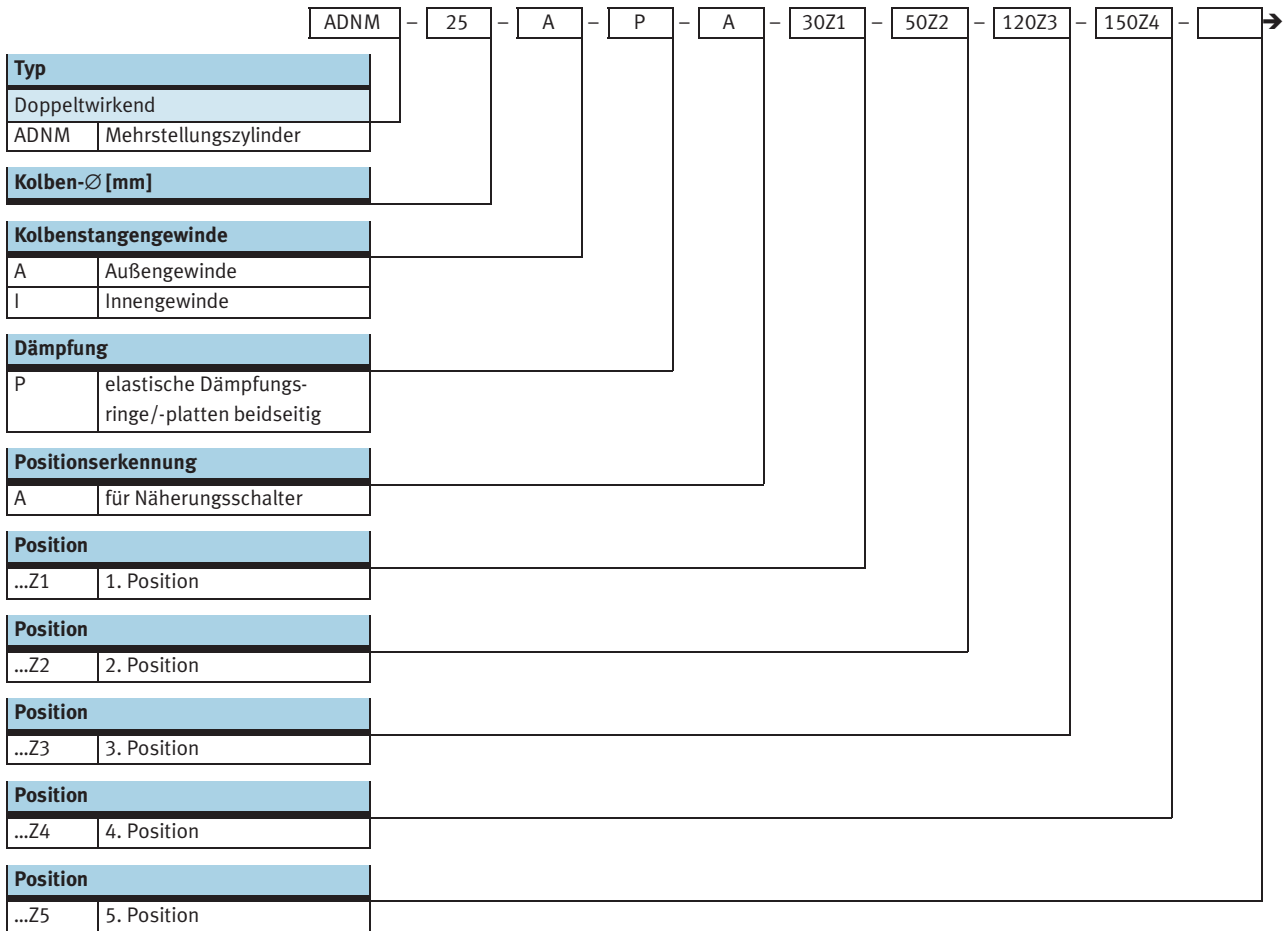 ADNM – 25 – A – P – A – 30Z1 – 50Z2 – 120Z3 – 150Z4 – ➔
Typ
Doppeltwirkend
ADNM Mehrstellungszylinder
Kolben-∅ [mm]
Kolbenstangengewinde
A Außengewinde
I Innengewinde
Dämpfung
P elastische Dämpfungs-
ringe/-platten beidseitig
Positionserkennung
A für Näherungsschalter
Position
...Z1 1. Position
Position
...Z2 2. Position
Position
...Z3 3. Position
Position
...Z4 4. Position
Position
...Z5 5. Position